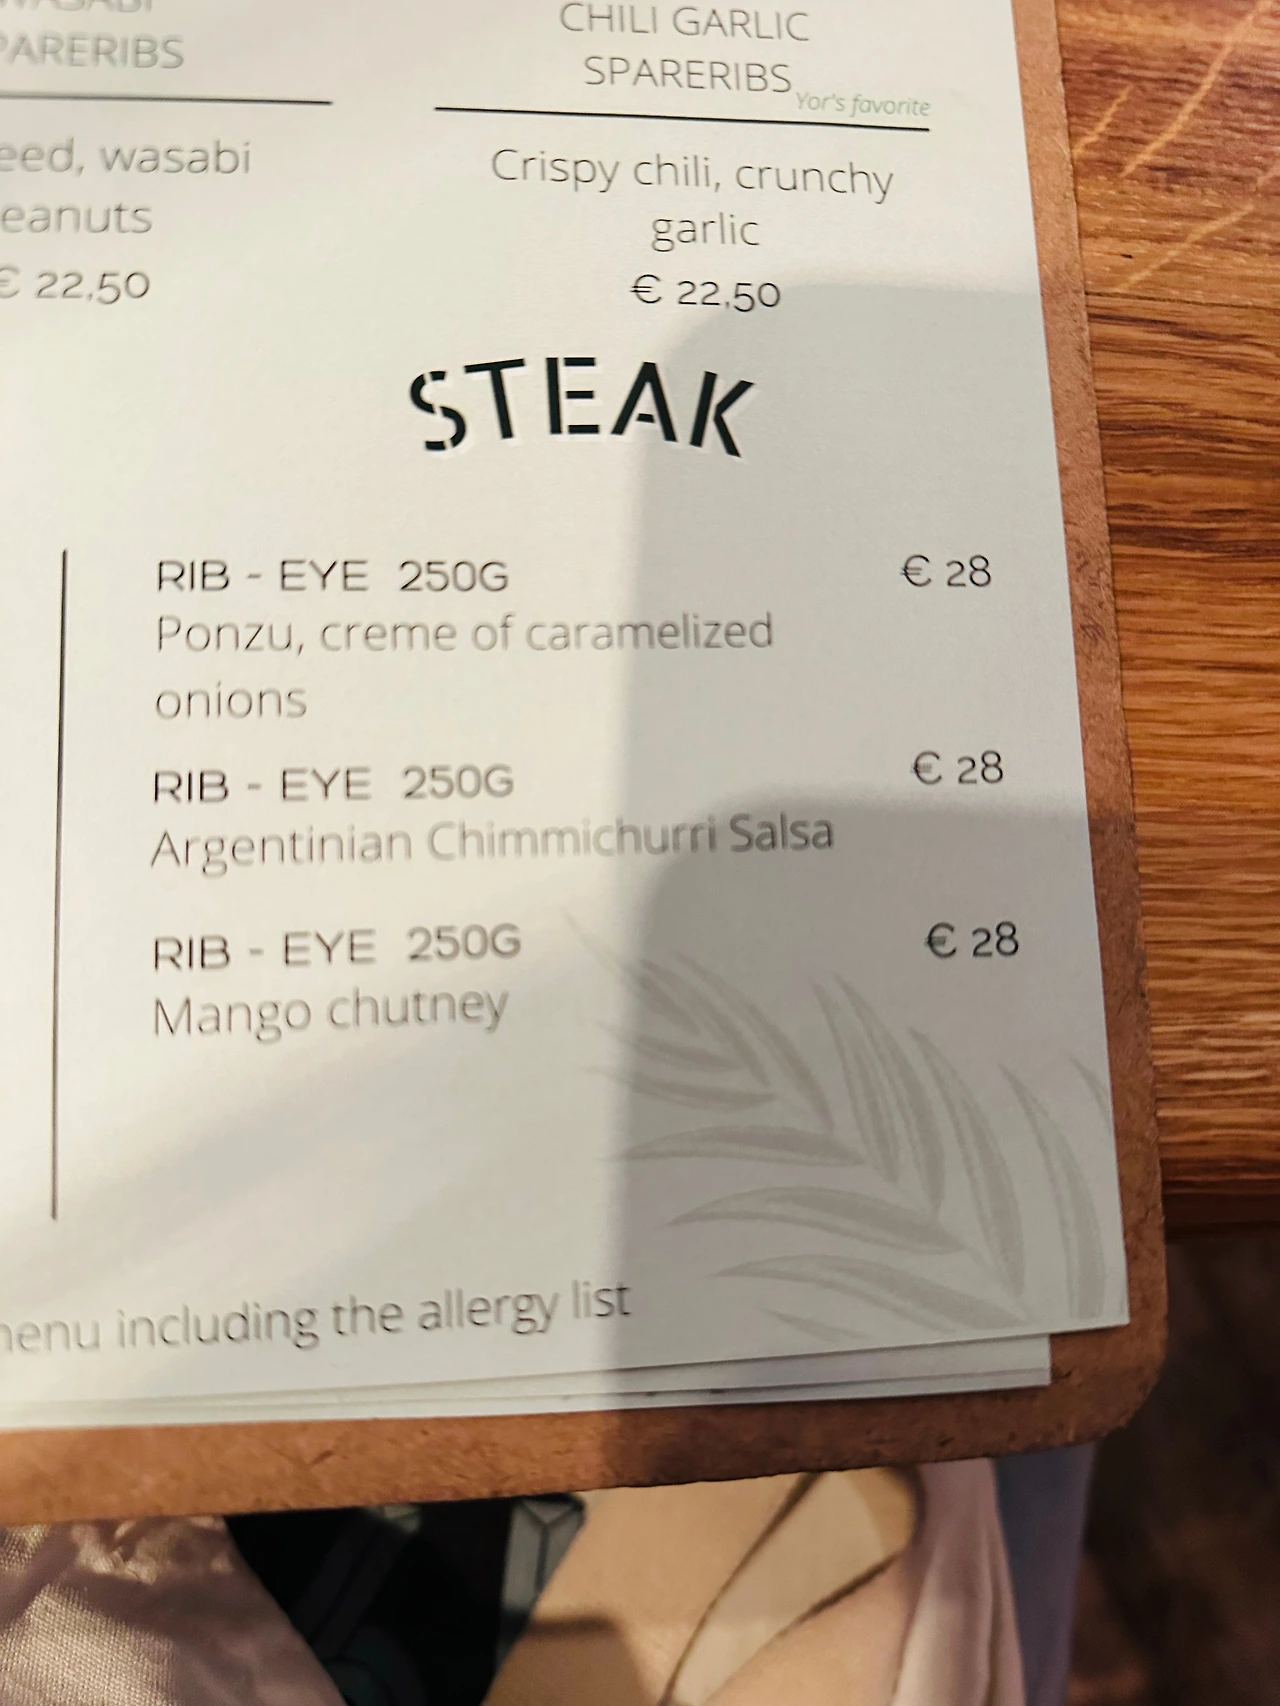 WASABI
PARERIBS
eed, wasabi
eanuts
€ 22,50
CHILI GARLIC
SPARERIBS
Yor's favorite
Crispy chili, crunchy
garlic
€ 22,50
STEAK
RIB - EYE 250G € 28
Ponzu, creme of caramelized
onions
RIB - EYE 250G € 28
Argentinian Chimmichurri Salsa
RIB - EYE 250G € 28
Mango chutney
menu including the allergy list